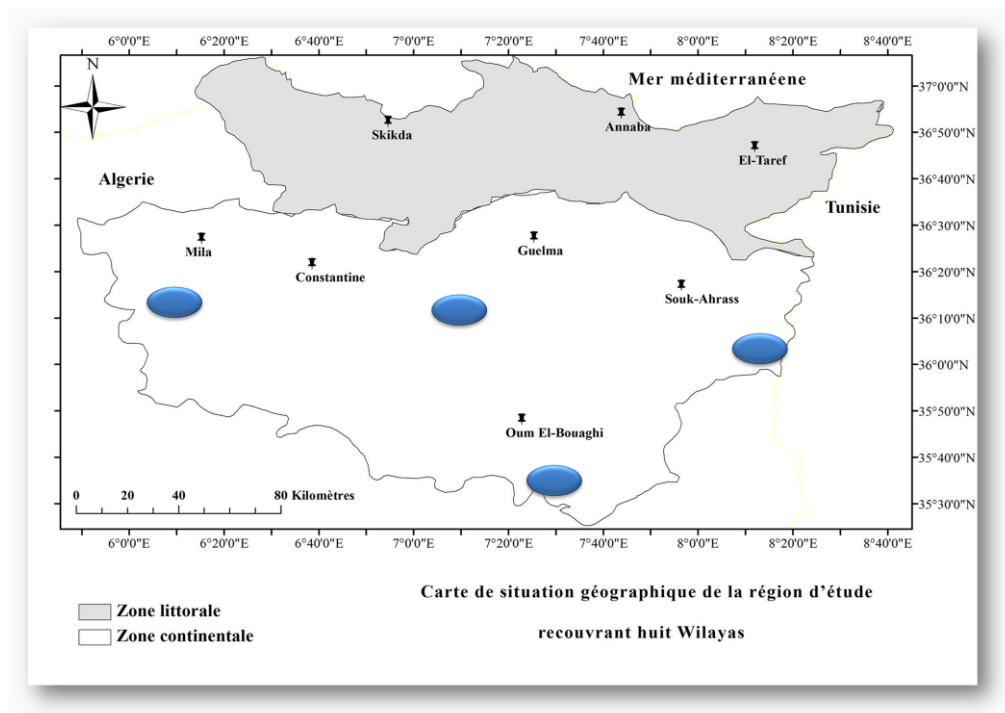 6°0'0"E 6°20'0"E 6°40'0"E 7°0'0"E 7°20'0"E 7°40'0"E 8°0'0"E 8°20'0"E 8°40'0"E
N
Mer méditerranéene
37°0'0"N
Annaba
Skikda
36°50'0"N
El-Taref
Algerie
36°40'0"N
Tunisie
36°30'0"N
Mila
Guelma
Constantine
36°20'0"N
Souk-Ahrass
36°10'0"N
36°0'0"N
35°50'0"N
Oum El-Bouaghi
35°40'0"N
0 20 40 80 Kilomètres
35°30'0"N
6°0'0"E 6°20'0"E 6°40'0"E 7°0'0"E 7°20'0"E 7°40'0"E 8°0'0"E 8°20'0"E 8°40'0"E
Carte de situation géographique de la région d'étude
recouvrant huit Wilayas
Zone littorale
Zone continentale